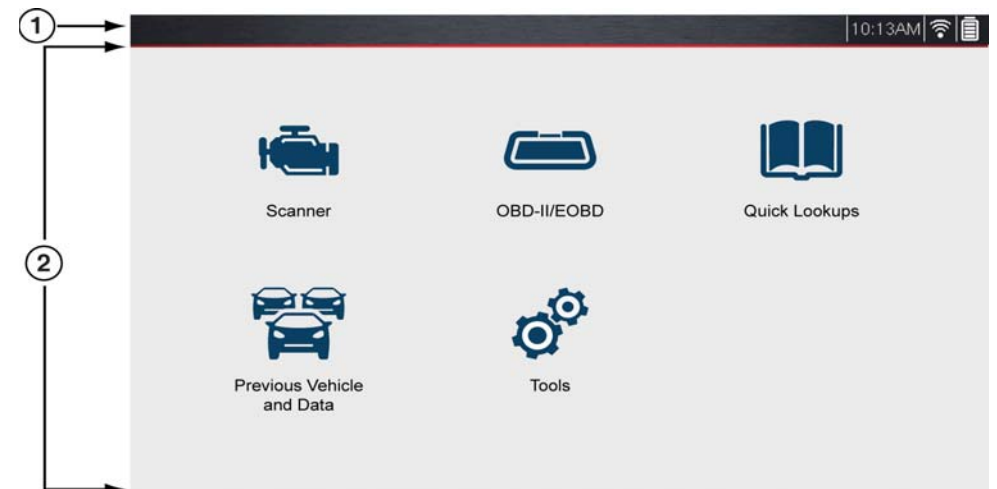 1
10:13AM
2
Scanner
OBD-II/EOBD
Quick Lookups
Previous Vehicle
and Data
Tools